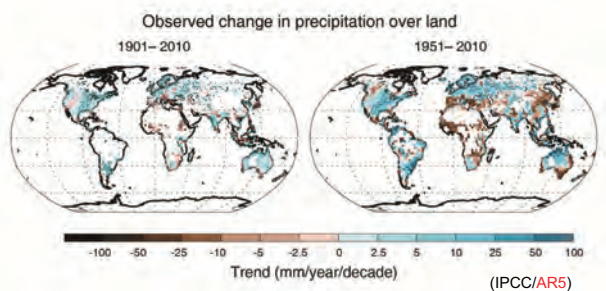 Observed change in precipitation over land
1901– 2010
1951– 2010
-100 -50 -25 -10 -5 -2.5 0 2.5 5 10 25 50 100
Trend (mm/year/decade)
(IPCC/AR5)